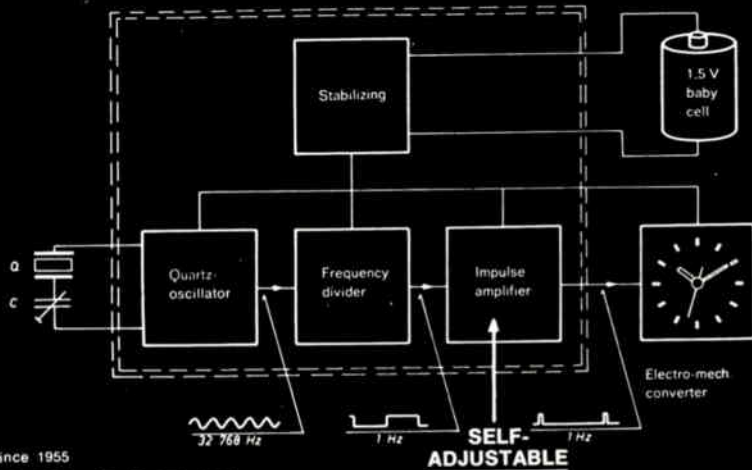 Stabilizing
1.5 V
baby
cell
Q
C
Quartz-
oscillator
Frequency
divider
Impulse
amplifier
Electro-mech.
converter
32 768 Hz
1 Hz
1 Hz
SELF-
ADJUSTABLE
ince 1955